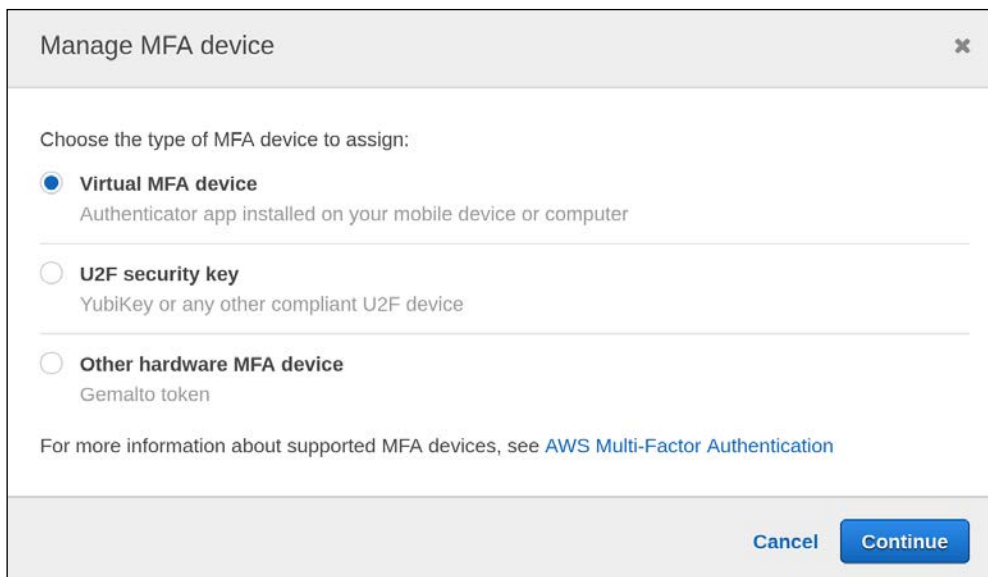 Manage MFA device
Choose the type of MFA device to assign:
Virtual MFA device
Authenticator app installed on your mobile device or computer
U2F security key
YubiKey or any other compliant U2F device
Other hardware MFA device
Gemalto token
For more information about supported MFA devices, see AWS Multi-Factor Authentication
Cancel Continue